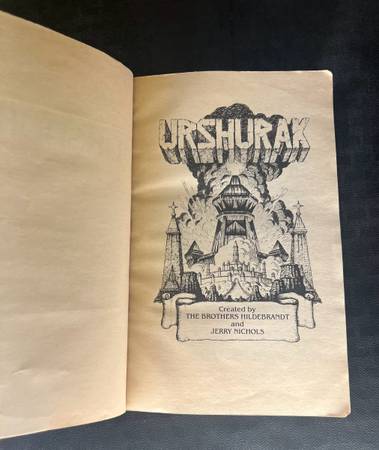 URSHURAK
Created by
THE BROTHERS HILDEBRANDT
and
JERRY NICHOLS